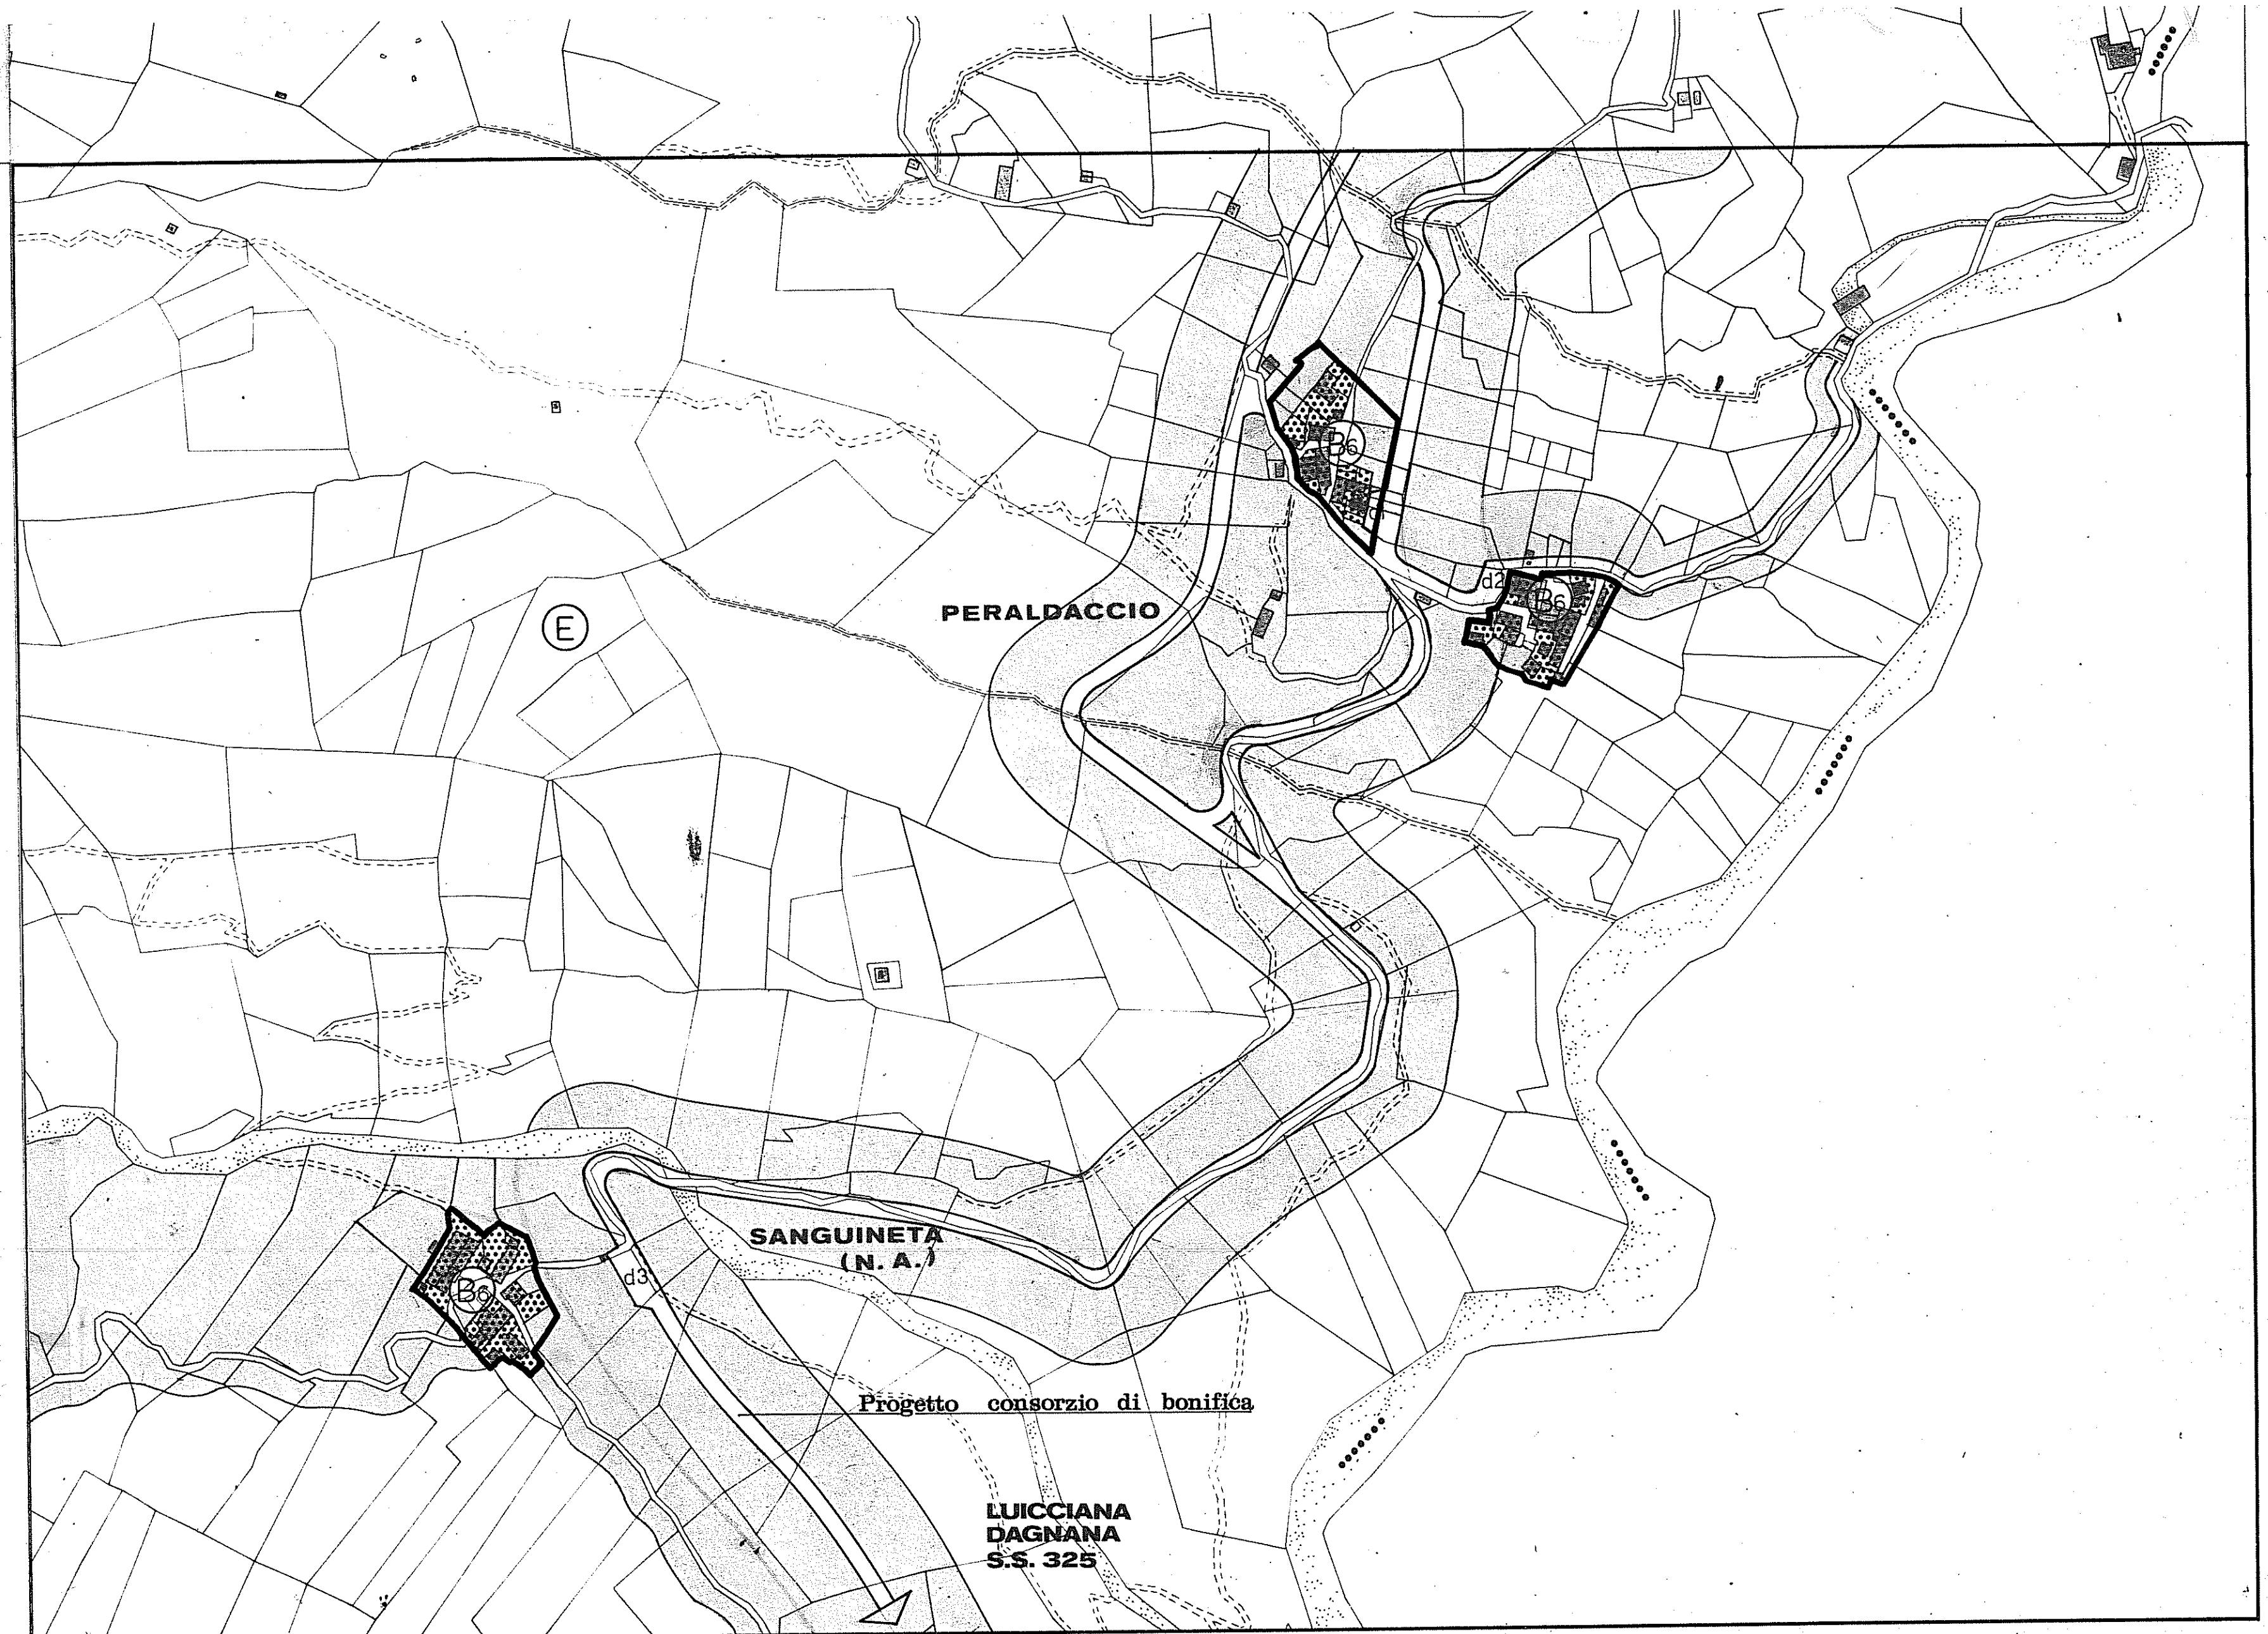 B6
d2
B6
PERALDACCIO
E
SANGUINETA
(N. A.)
d3
B6
Progetto consorzio di bonifica
LUICCIANA
DAGNANA
S.S. 325